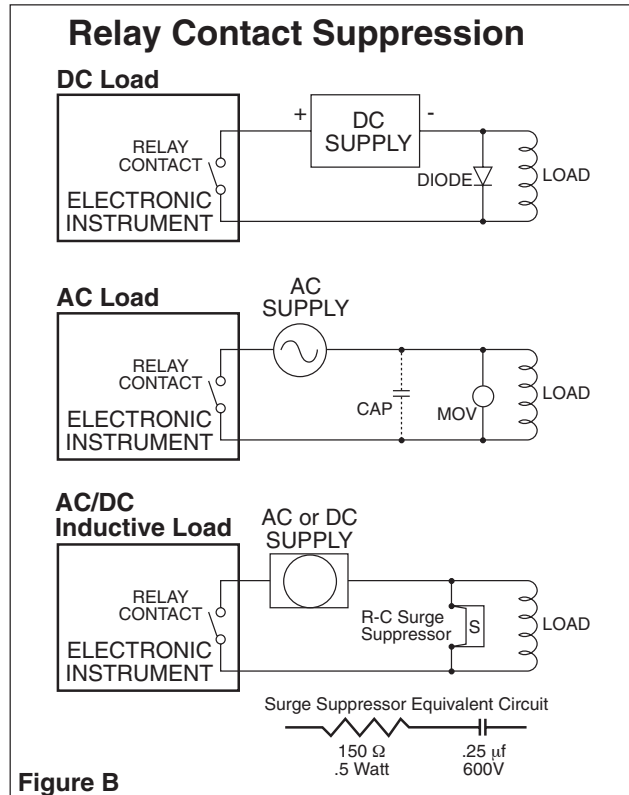 Relay Contact Suppression
DC Load
+
DC
SUPPLY
-
RELAY
CONTACT
DIODE
LOAD
ELECTRONIC
INSTRUMENT
AC Load
AC
SUPPLY
RELAY
CONTACT
CAP
MOV
LOAD
ELECTRONIC
INSTRUMENT
AC/DC
Inductive Load
AC or DC
SUPPLY
RELAY
CONTACT
R-C Surge
Suppressor
S
LOAD
ELECTRONIC
INSTRUMENT
Surge Suppressor Equivalent Circuit
150 Ω
.5 Watt
.25 µf
600V
Figure B